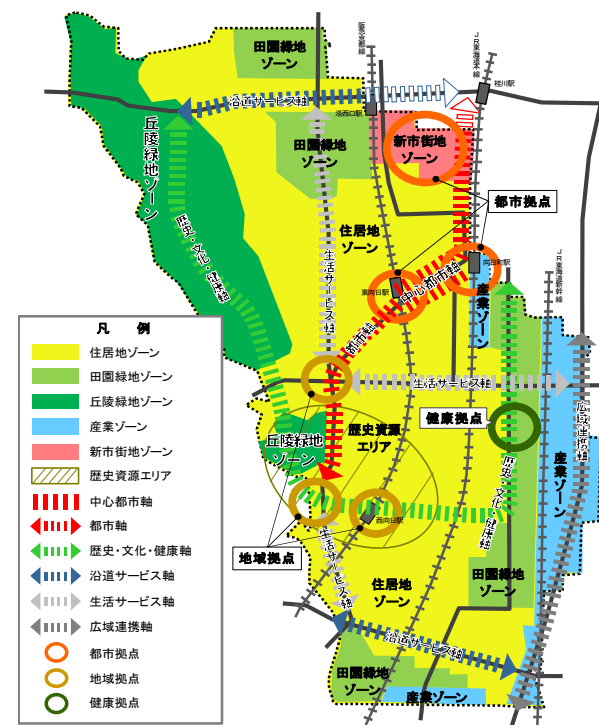 田園緑地
ゾーン
阪急京都線
JR東海道本線
桂川駅
沿道サービス軸
洛西口駅
丘陵緑地ゾーン
田園緑地
ゾーン
新市街地
ゾーン
都市拠点
歴史・文化・健康軸
住居地
ゾーン
生活サービス軸
向日町駅
JR東海道新幹線
東向日駅
中心都市軸
産業ゾーン
都市軸
生活サービス軸
広域連携軸
健康拠点
歴史資源
エリア
丘陵緑地
ゾーン
産業ゾーン
歴史・文化・健康軸
西向日駅
地域拠点
生活サービス軸
住居地
ゾーン
田園緑地
ゾーン
沿道サービス軸
田園緑地
ゾーン
産業ゾーン
凡 例
住居地ゾーン
田園緑地ゾーン
丘陵緑地ゾーン
産業ゾーン
新市街地ゾーン
歴史資源エリア
中心都市軸
都市軸
歴史・文化・健康軸
沿道サービス軸
生活サービス軸
広域連携軸
都市拠点
地域拠点
健康拠点